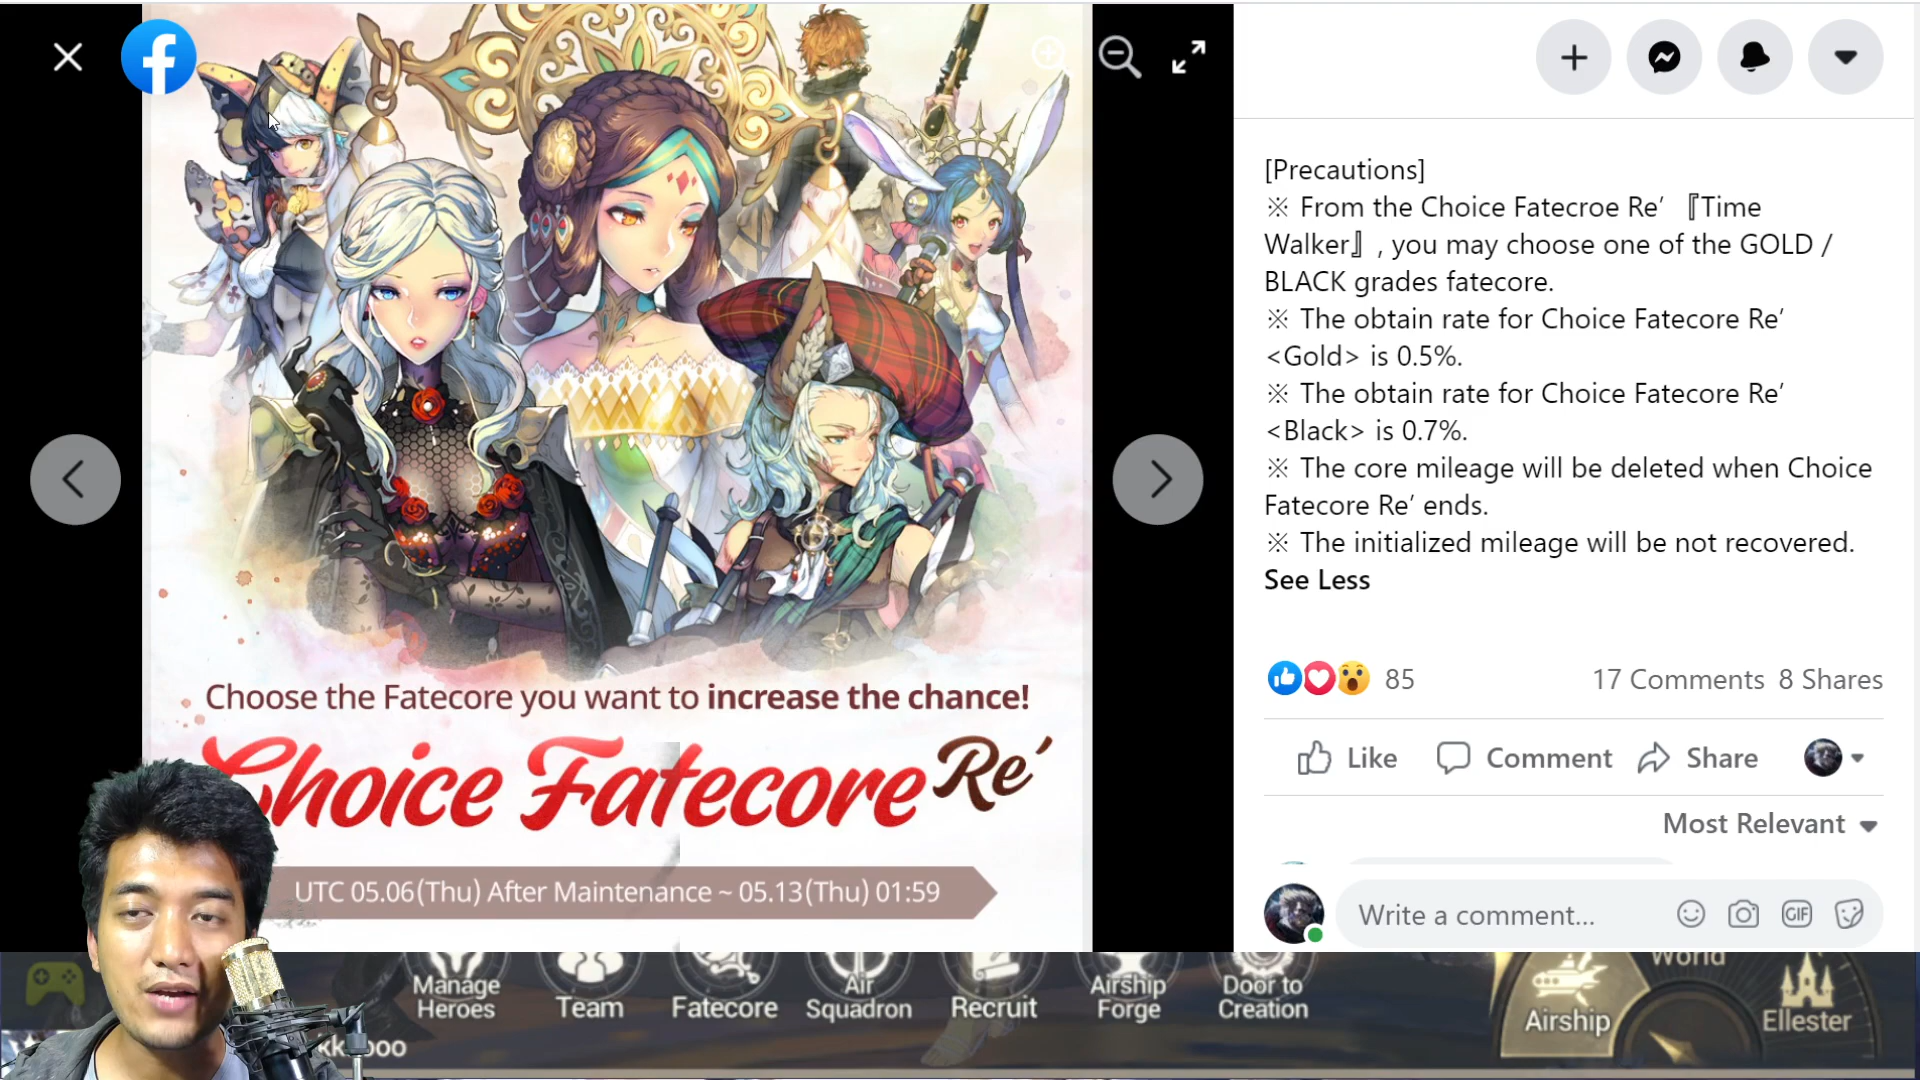 [Precautions]
※ From the Choice Fatecroe Re′ 『Time
Walker』, you may choose one of the GOLD /
BLACK grades fatecore.
※ The obtain rate for Choice Fatecore Re′
<Gold> is 0.5%.
※ The obtain rate for Choice Fatecore Re′
<Black> is 0.7%.
※ The core mileage will be deleted when Choice
Fatecore Re′ ends.
※ The initialized mileage will be not recovered.
See Less
85
17 Comments 8 Shares
Like Comment Share
Most Relevant
Write a comment...
GIF
Choose the Fatecore you want to increase the chance!
Choice Fatecore Re′
UTC 05.06(Thu) After Maintenance ~ 05.13(Thu) 01:59
Manage
Heroes
Team
Fatecore
Air
Squadron
Recruit
Airship
Forge
Door to
Creation
World
Airship
Ellester